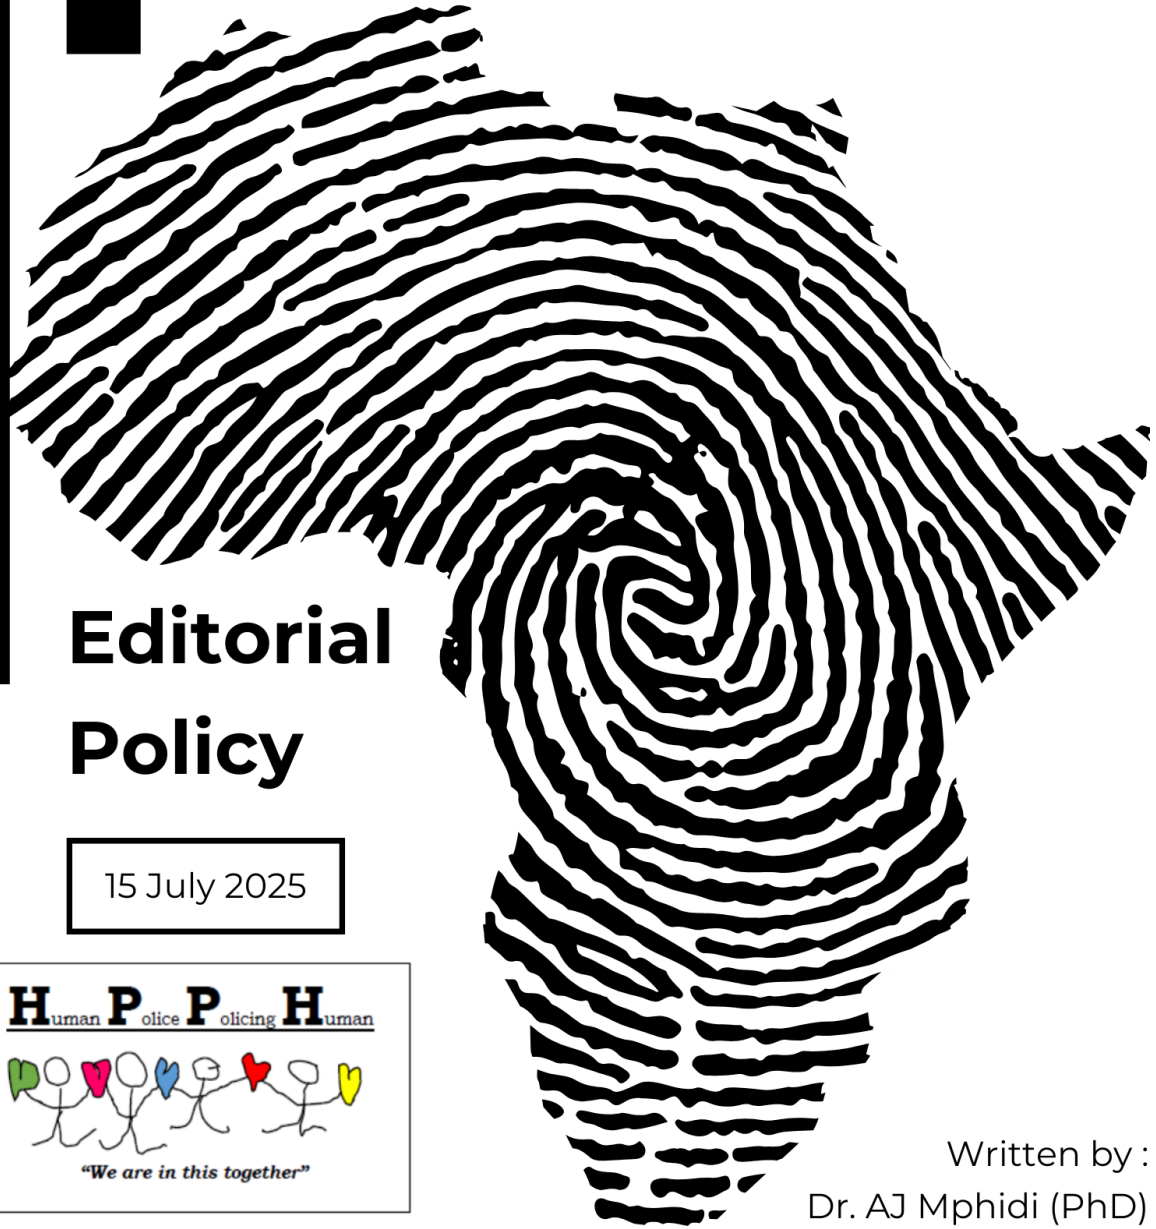 Editorial
Policy
15 July 2025
Human Police Policing Human
“We are in this together”
Written by :
Dr. AJ Mphidi (PhD)